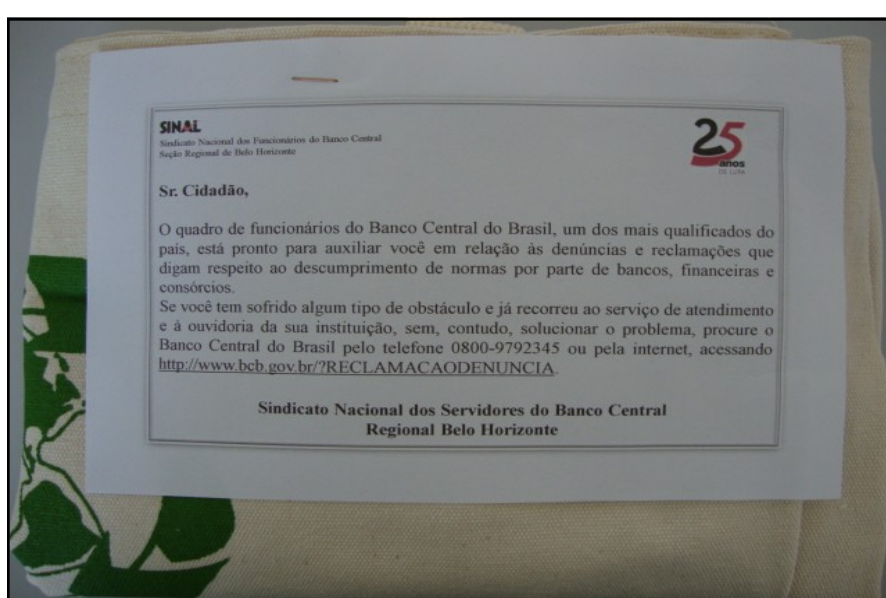 SINAL
Sindicato Nacional dos Funcionários do Banco Central
Seção Regional de Belo Horizonte
25
anos
DE LUTA
Sr. Cidadão,
O quadro de funcionários do Banco Central do Brasil, um dos mais qualificados do
país, está pronto para auxiliar você em relação às denúncias e reclamações que
digam respeito ao descumprimento de normas por parte de bancos, financeiras e
consórcios.
Se você tem sofrido algum tipo de obstáculo e já recorreu ao serviço de atendimento
e à ouvidoria da sua instituição, sem, contudo, solucionar o problema, procure o
Banco Central do Brasil pelo telefone 0800-9792345 ou pela internet, acessando
http://www.bcb.gov.br/?RECLAMACAODENUNCIA.
Sindicato Nacional dos Servidores do Banco Central
Regional Belo Horizonte